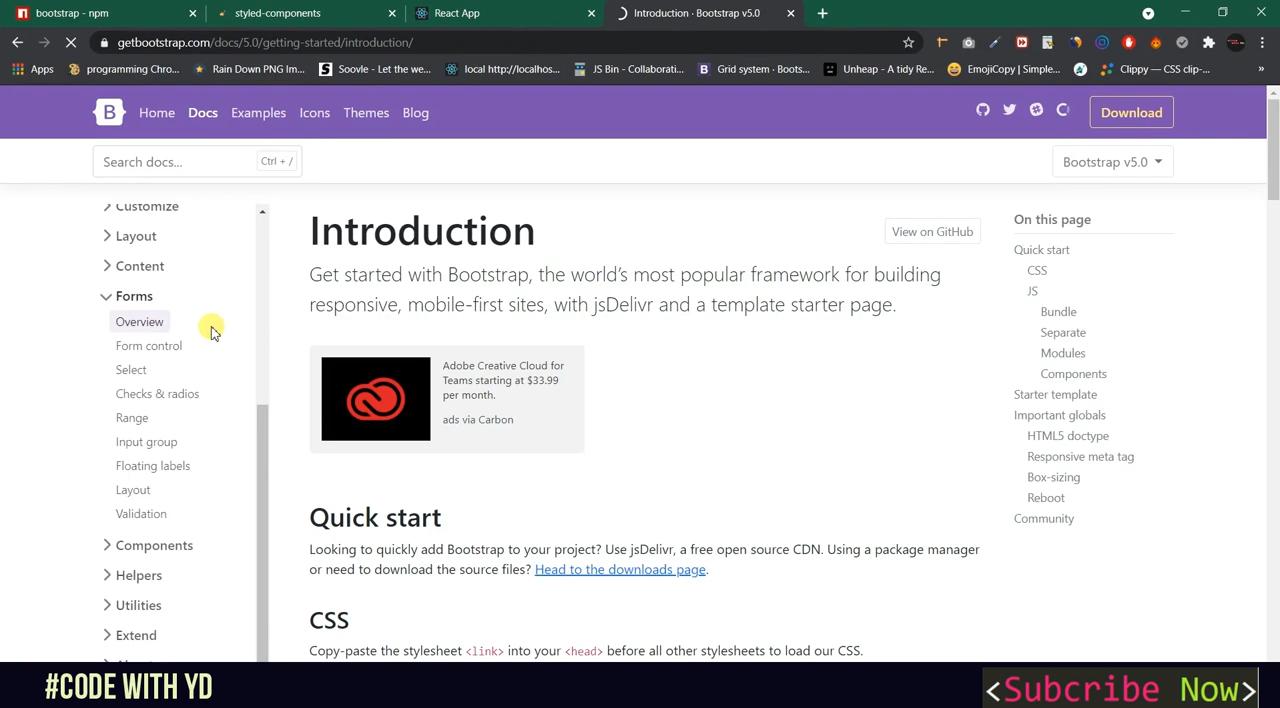 bootstrap - npm
styled-components
React App
Introduction · Bootstrap v5.0
getbootstrap.com/docs/5.0/getting-started/introduction/
Apps
programming Chro...
Rain Down PNG Im...
Soovle - Let the we...
local http://localhos...
JS Bin - Collaborati...
Grid system · Boots...
Unheap - A tidy Re...
EmojiCopy | Simple...
Clippy — CSS clip-...
»
B
Home
Docs
Examples
Icons
Themes
Blog
Download
Search docs...
Ctrl + /
Bootstrap v5.0
Customize
Layout
Content
Forms
Overview
Form control
Select
Checks & radios
Range
Input group
Floating labels
Layout
Validation
Components
Helpers
Utilities
Extend
Introduction
View on GitHub
Get started with Bootstrap, the world’s most popular framework for building
responsive, mobile-first sites, with jsDelivr and a template starter page.
Adobe Creative Cloud for
Teams starting at $33.99
per month.
ads via Carbon
Quick start
Looking to quickly add Bootstrap to your project? Use jsDelivr, a free open source CDN. Using a package manager
or need to download the source files? Head to the downloads page.
CSS
Copy-paste the stylesheet <link> into your <head> before all other stylesheets to load our CSS.
On this page
Quick start
CSS
JS
Bundle
Separate
Modules
Components
Starter template
Important globals
HTML5 doctype
Responsive meta tag
Box-sizing
Reboot
Community
#CODE WITH YD
<Subcribe Now>